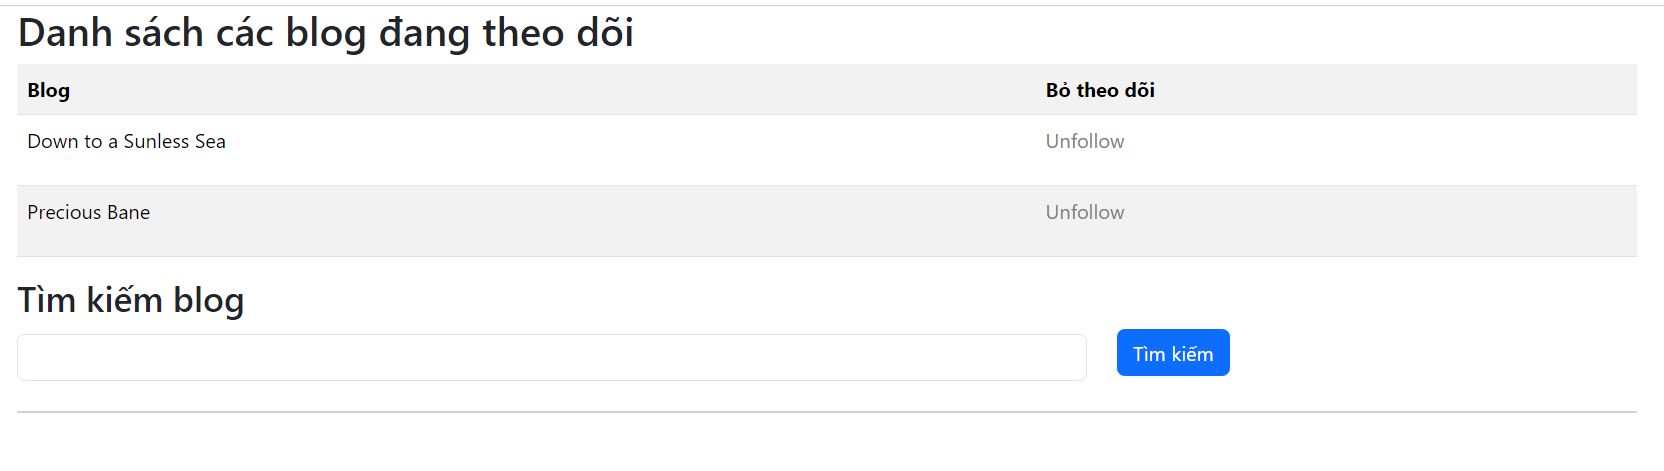 Danh sách các blog đang theo dõi
Blog Bỏ theo dõi
Down to a Sunless Sea Unfollow
Precious Bane Unfollow
Tìm kiếm blog
Tìm kiếm